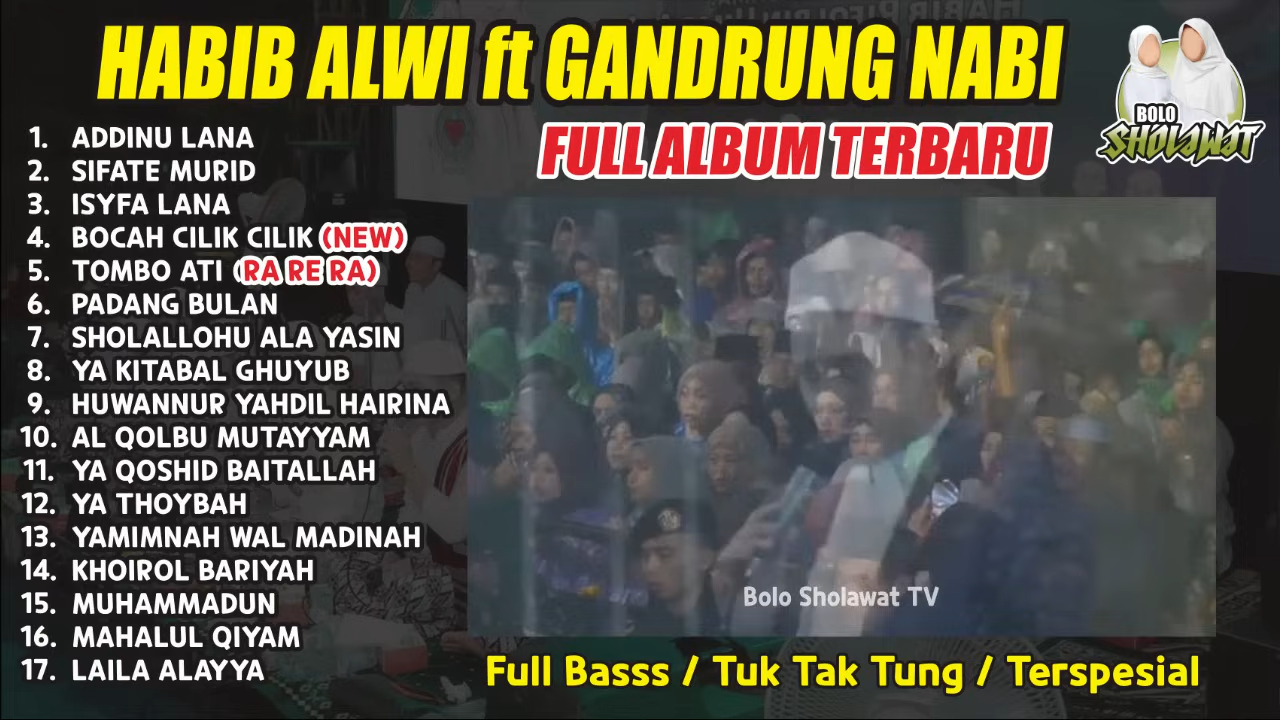 HABIB ALWI ft GANDRUNG NABI
FULL ALBUM TERBARU
BOLO
SHOLAWAT
1. ADDINU LANA
2. SIFATE MURID
3. ISYFA LANA
4. BOCAH CILIK CILIK (NEW)
5. TOMBO ATI (RA RE RA)
6. PADANG BULAN
7. SHOLALLOHU ALA YASIN
8. YA KITABAL GHUYUB
9. HUWANNUR YAHDIL HAIRINA
10. AL QOLBU MUTAYYAM
11. YA QOSHID BAITALLAH
12. YA THOYBAH
13. YAMIMNAH WAL MADINAH
14. KHOIROL BARIYAH
15. MUHAMMADUN
16. MAHALUL QIYAM
17. LAILA ALAYYA
Bolo Sholawat TV
Full Basss / Tuk Tak Tung / Terspesial